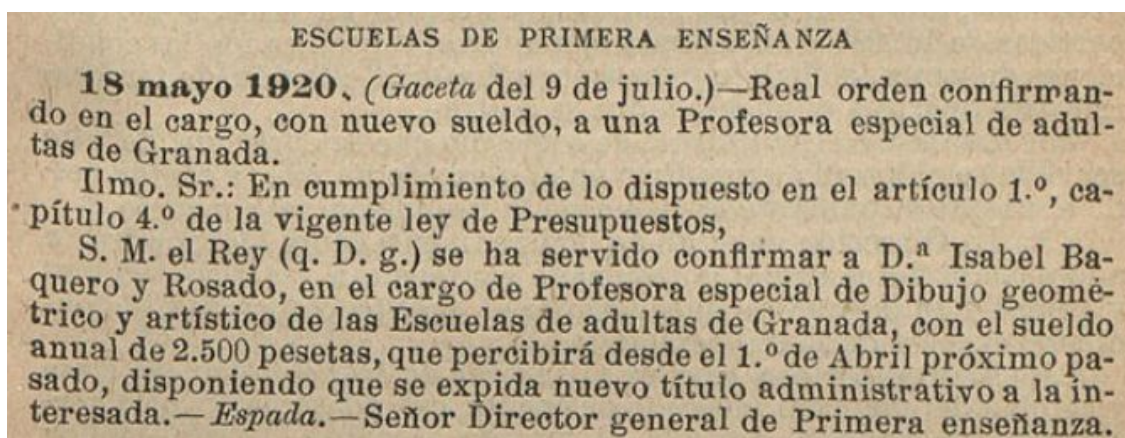 ESCUELAS DE PRIMERA ENSEÑANZA
18 mayo 1920. (Gaceta del 9 de julio.)—Real orden confirman-
do en el cargo, con nuevo sueldo, a una Profesora especial de adul-
tas de Granada.
Ilmo. Sr.: En cumplimiento de lo dispuesto en el artículo 1.º, ca-
pítulo 4.º de la vigente ley de Presupuestos,
S. M. el Rey (q. D. g.) se ha servido confirmar a D.ª Isabel Ba-
quero y Rosado, en el cargo de Profesora especial de Dibujo geomé-
trico y artístico de las Escuelas de adultas de Granada, con el sueldo
anual de 2.500 pesetas, que percibirá desde el 1.º de Abril próximo pa-
sado, disponiendo que se expida nuevo título administrativo a la in-
teresada.—Espada.—Señor Director general de Primera enseñanza.